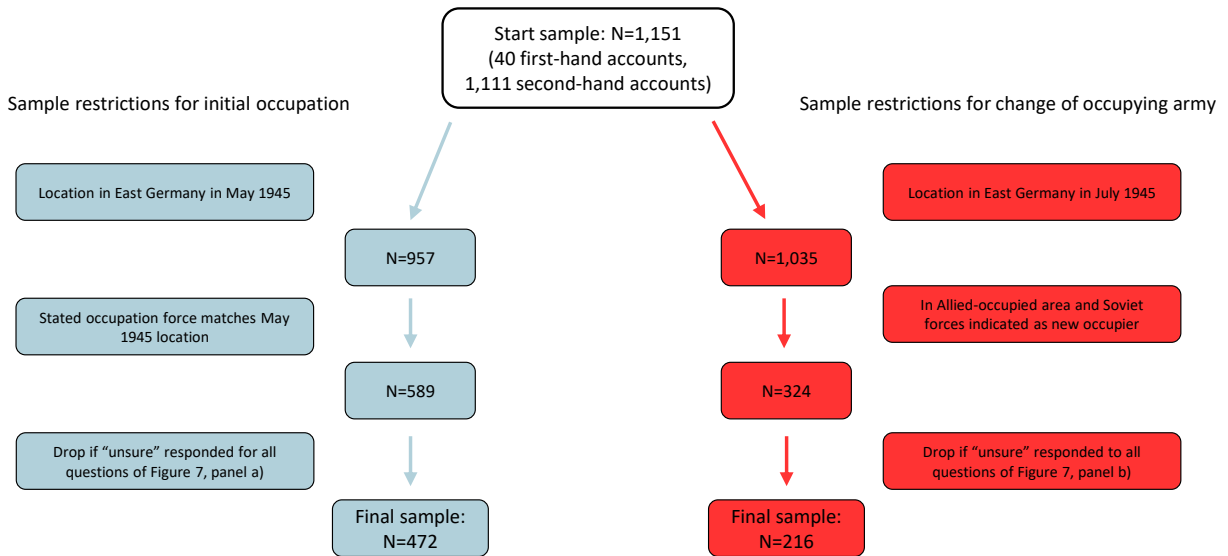 Start sample: N=1,151
(40 first-hand accounts,
1,111 second-hand accounts)
Sample restrictions for initial occupation
Sample restrictions for change of occupying army
Location in East Germany in May 1945
Location in East Germany in July 1945
N=957
N=1,035
Stated occupation force matches May
1945 location
In Allied-occupied area and Soviet
forces indicated as new occupier
N=589
N=324
Drop if “unsure” responded for all
questions of Figure 7, panel a)
Drop if “unsure” responded to all
questions of Figure 7, panel b)
Final sample:
N=472
Final sample:
N=216